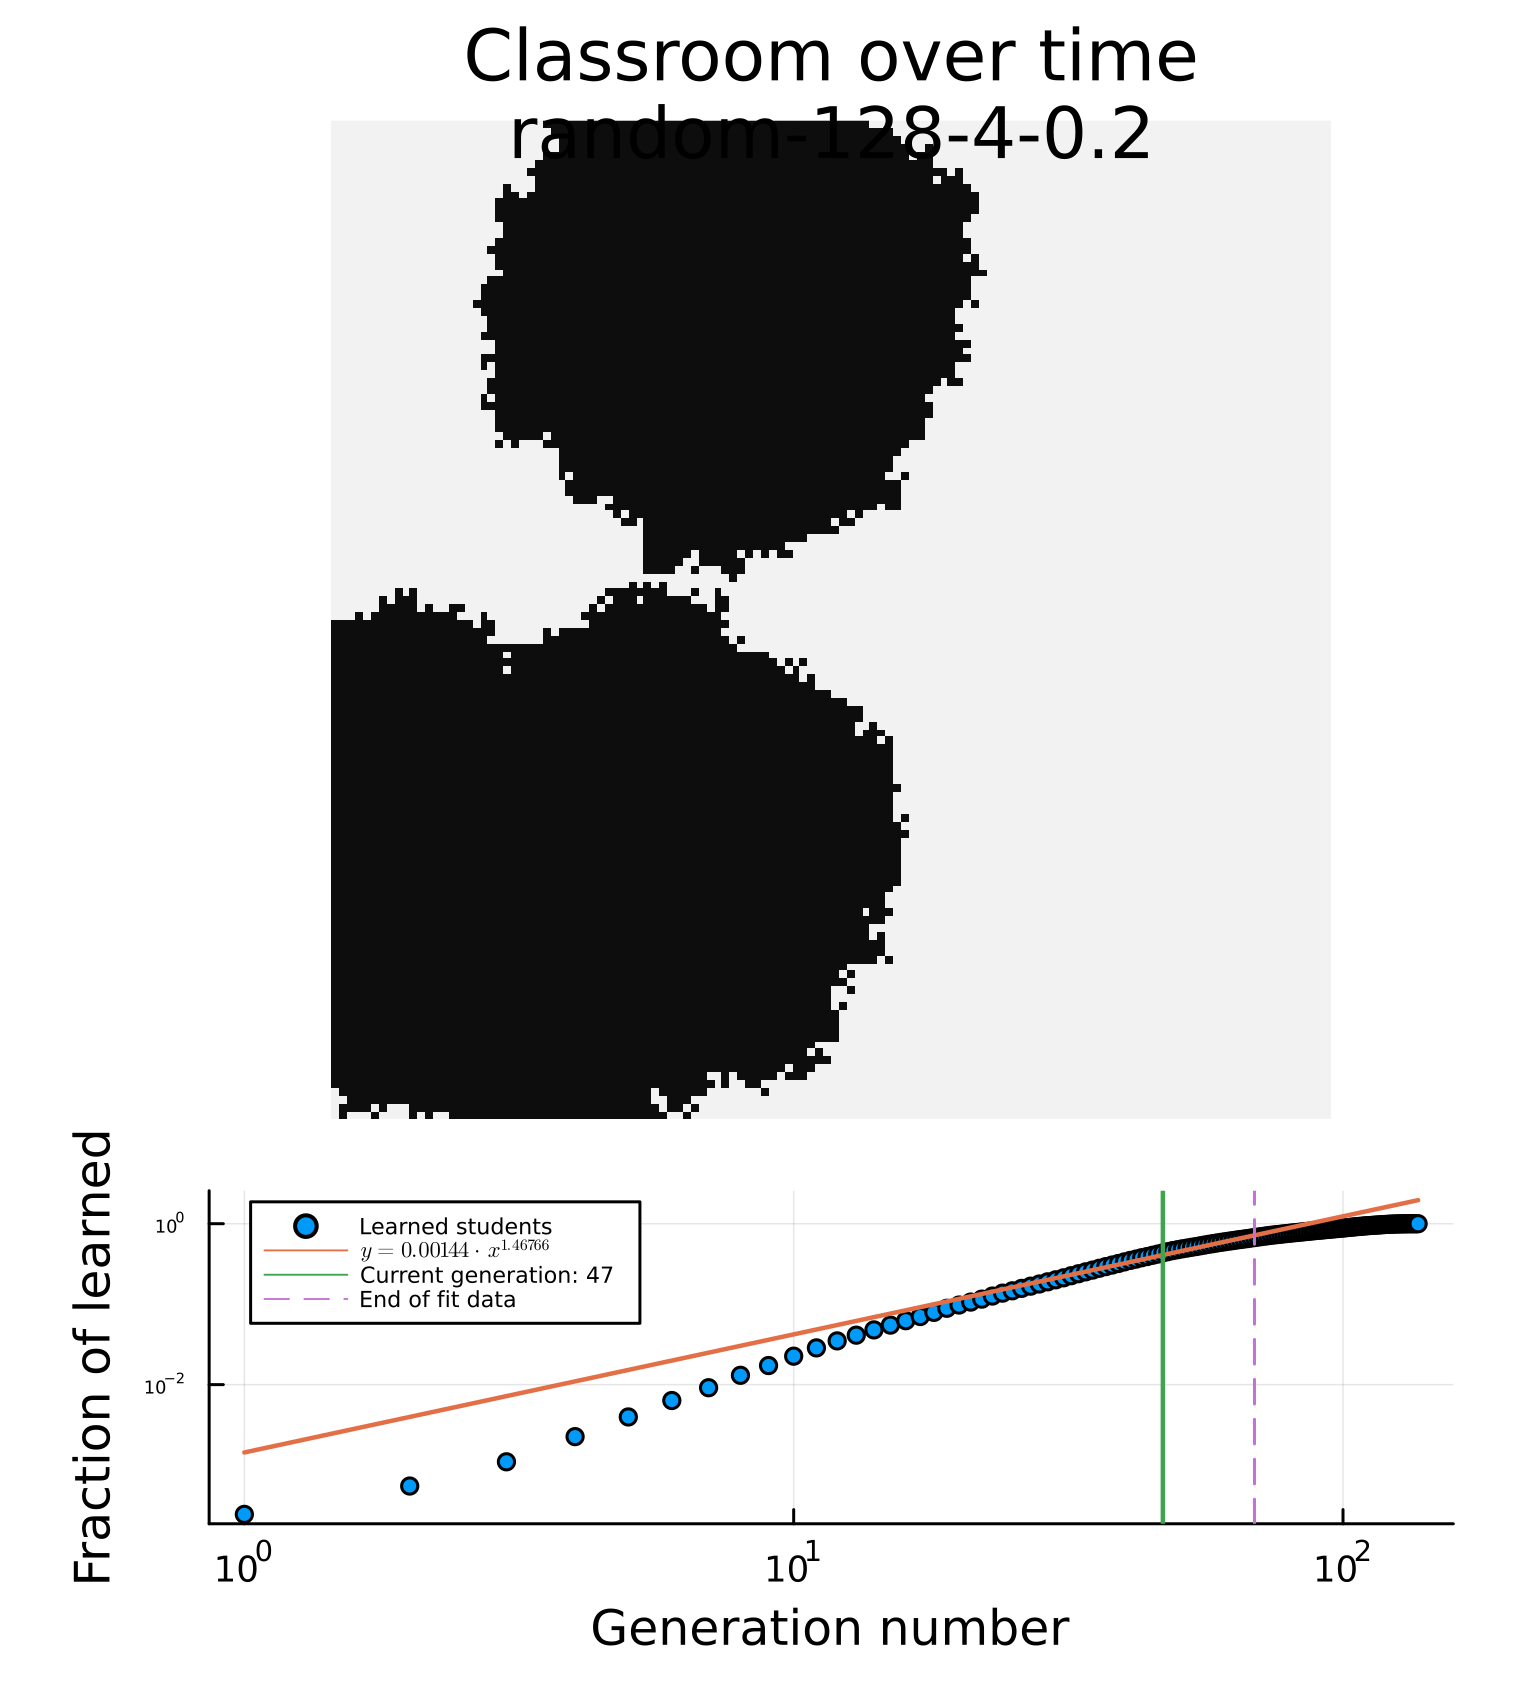 Classroom over time
random-128-4-0.2
Fraction of learned
10^0
10^-2
Learned students
y = 0.00144 · x^1.46766
Current generation: 47
End of fit data
10^0
10^1
10^2
Generation number